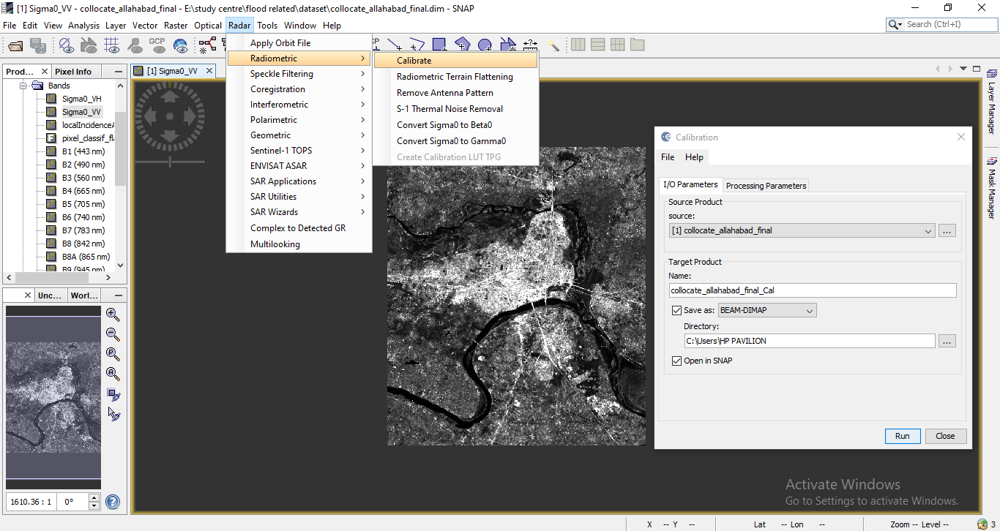 [1] Sigma0_VV - collocate_allahabad_final - E:\study centre\flood related\dataset\collocate_allahabad_final.dim - SNAP
File Edit View Analysis Layer Vector Raster Optical Radar Tools Window Help
Search (Ctrl+I)
GCP
Prod... Pixel Info
[1] Sigma0_VV
Bands
Sigma0_VH
Sigma0_VV
localIncidenceA
pixel_classif_fla
B1 (443 nm)
B2 (490 nm)
B3 (560 nm)
B4 (665 nm)
B5 (705 nm)
B6 (740 nm)
B7 (783 nm)
B8 (842 nm)
B8A (865 nm)
B9 (945 nm)
Unc... Worl...
1610.36 : 1 0°
Apply Orbit File
Radiometric
Speckle Filtering
Coregistration
Interferometric
Polarimetric
Geometric
Sentinel-1 TOPS
ENVISAT ASAR
SAR Applications
SAR Utilities
SAR Wizards
Complex to Detected GR
Multilooking
Calibrate
Radiometric Terrain Flattening
Remove Antenna Pattern
S-1 Thermal Noise Removal
Convert Sigma0 to Beta0
Convert Sigma0 to Gamma0
Create Calibration LUT TPG
Calibration
File Help
I/O Parameters Processing Parameters
Source Product
source:
[1] collocate_allahabad_final
...
Target Product
Name:
collocate_allahabad_final_Cal
Save as: BEAM-DIMAP
Directory:
C:\Users\HP PAVILION
...
Open in SNAP
Run Close
Layer Manager
Mask Manager
Activate Windows
Go to Settings to activate Windows.
X -- Y -- Lat -- Lon -- Zoom -- Level -- 3